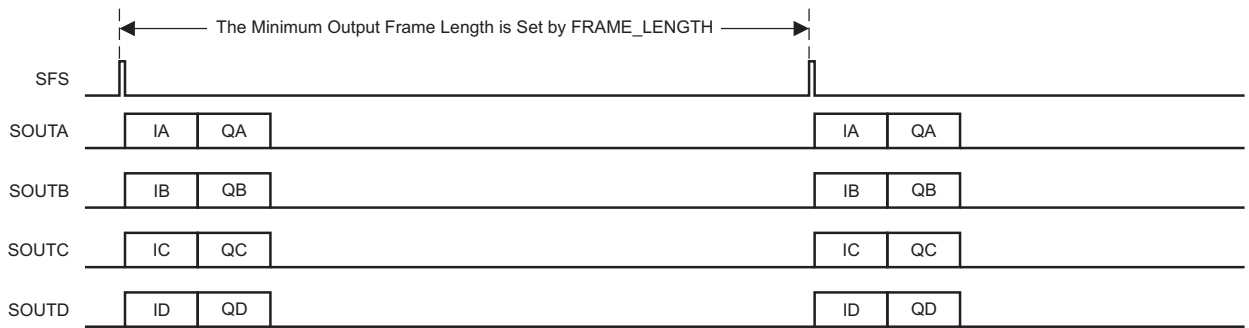 The Minimum Output Frame Length is Set by FRAME_LENGTH
SFS
SOUTA IA QA IA QA
SOUTB IB QB IB QB
SOUTC IC QC IC QC
SOUTD ID QD ID QD